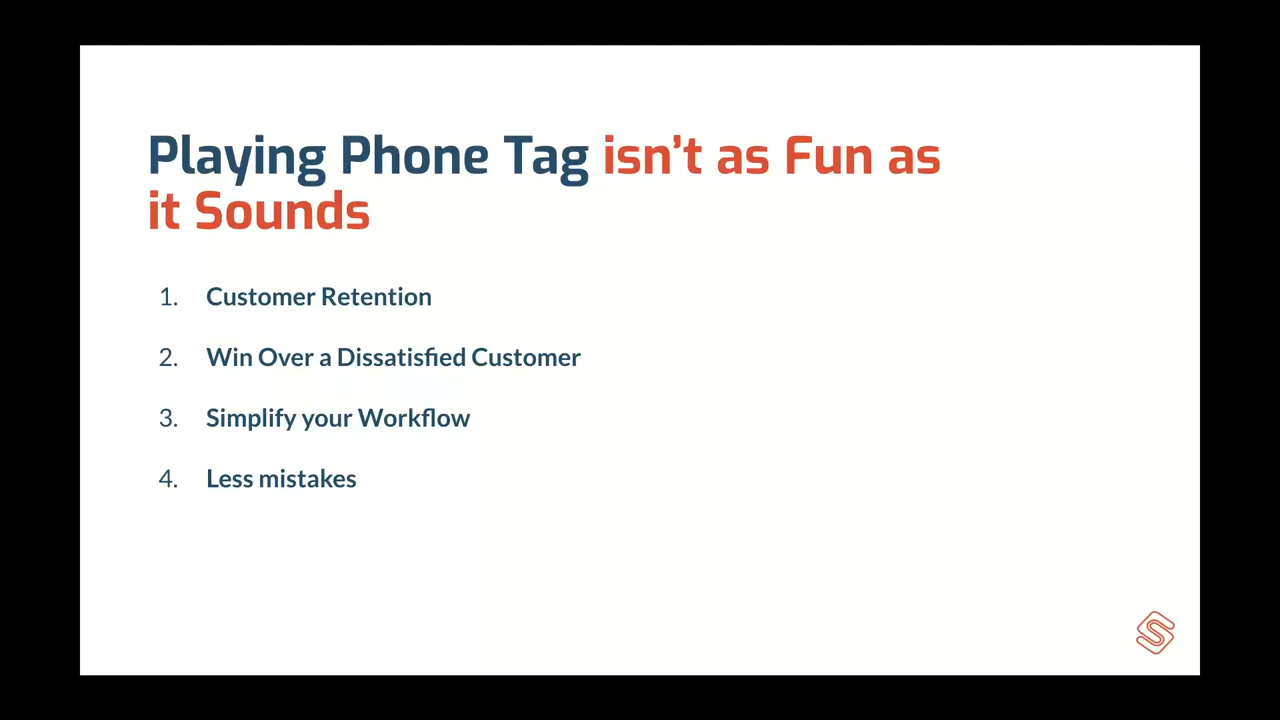 Playing Phone Tag isn’t as Fun as
it Sounds
1. Customer Retention
2. Win Over a Dissatisfied Customer
3. Simplify your Workflow
4. Less mistakes